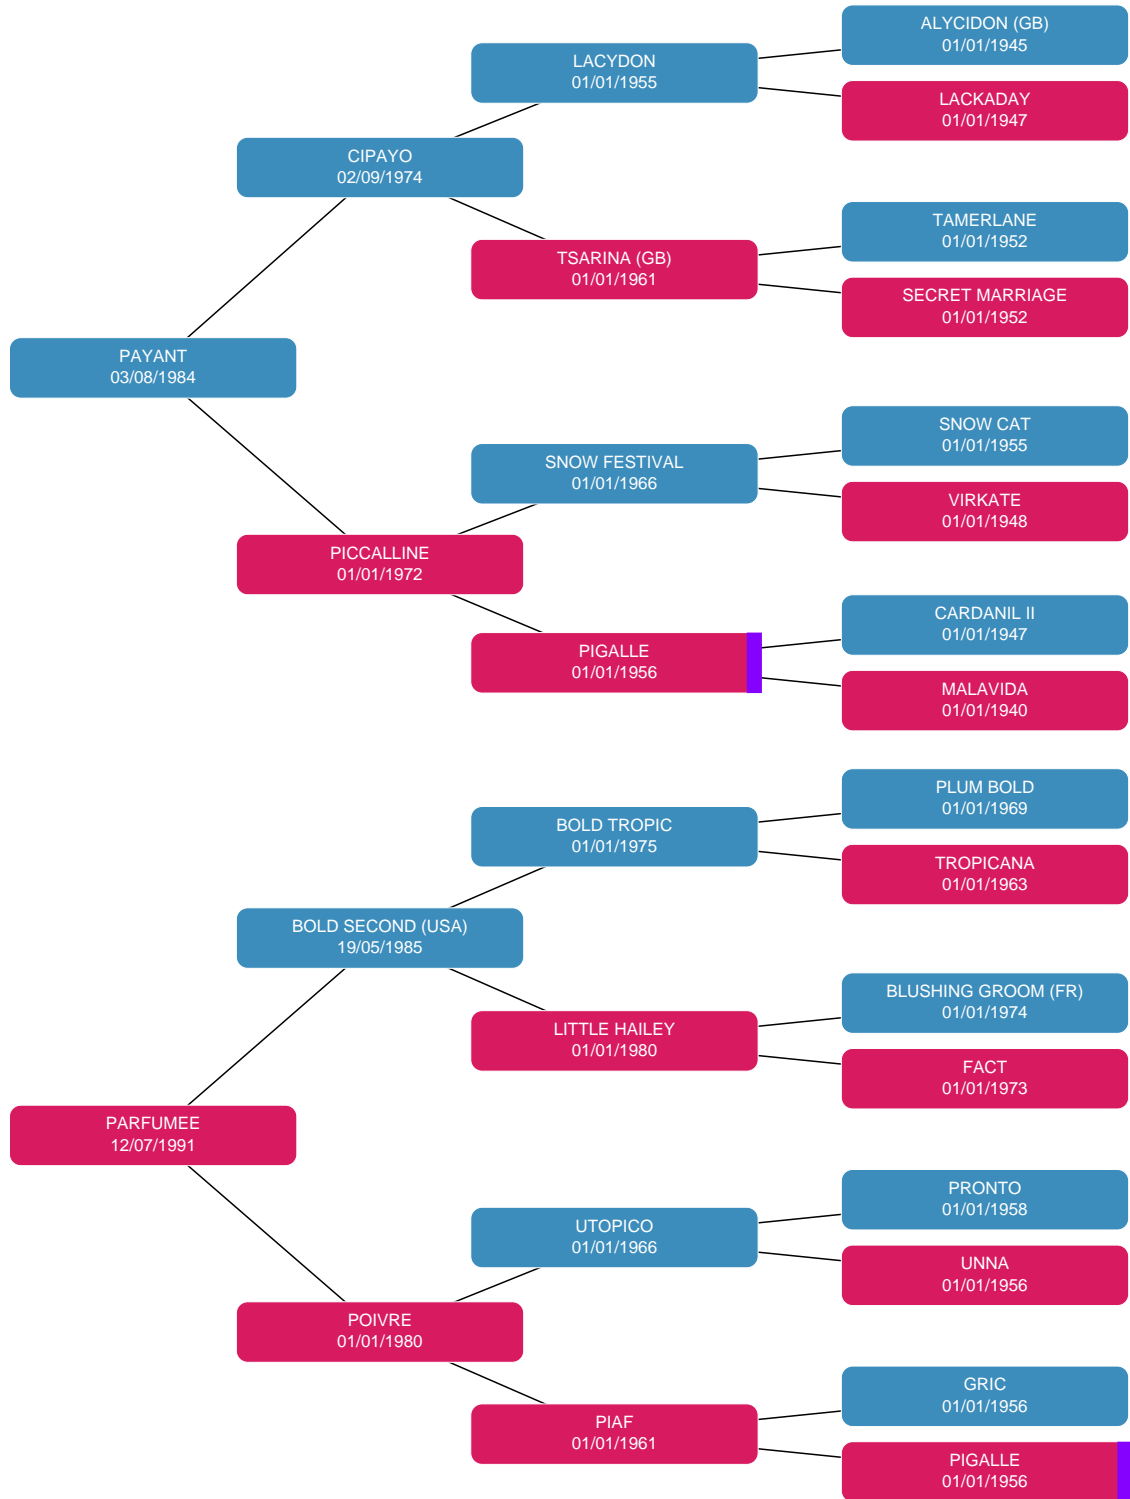 ALYCIDON (GB)
01/01/1945
LACYDON
01/01/1955
LACKADAY
01/01/1947
CIPAYO
02/09/1974
TAMERLANE
01/01/1952
TSARINA (GB)
01/01/1961
SECRET MARRIAGE
01/01/1952
PAYANT
03/08/1984
SNOW CAT
01/01/1955
SNOW FESTIVAL
01/01/1966
VIRKATE
01/01/1948
PICCALLINE
01/01/1972
CARDANIL II
01/01/1947
PIGALLE
01/01/1956
MALAVIDA
01/01/1940
PLUM BOLD
01/01/1969
BOLD TROPIC
01/01/1975
TROPICANA
01/01/1963
BOLD SECOND (USA)
19/05/1985
BLUSHING GROOM (FR)
01/01/1974
LITTLE HAILEY
01/01/1980
FACT
01/01/1973
PARFUMEE
12/07/1991
PRONTO
01/01/1958
UTOPICO
01/01/1966
UNNA
01/01/1956
POIVRE
01/01/1980
GRIC
01/01/1956
PIAF
01/01/1961
PIGALLE
01/01/1956